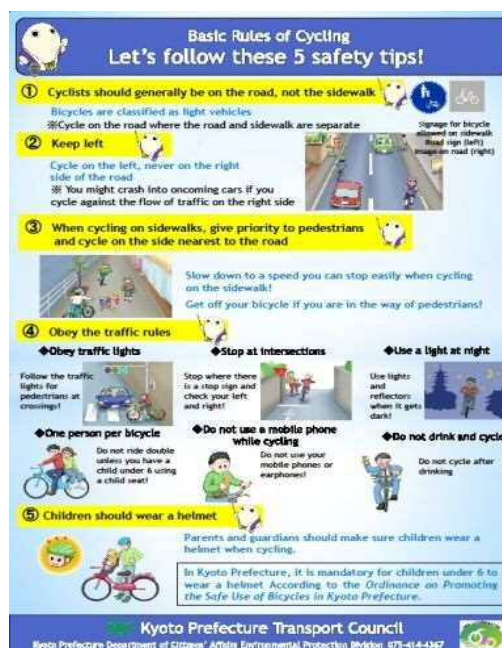 Basic Rules of Cycling
Let's follow these 5 safety tips!
① Cyclists should generally be on the road, not the sidewalk
Bicycles are classified as light vehicles
※Cycle on the road where the road and sidewalk are separate
Signage for bicycle
allowed on sidewalk
Road sign (left)
Image on road (right)
② Keep left
Cycle on the left, never on the right
side of the road
※ You might crash into oncoming cars if you
cycle against the flow of traffic on the right side
③ When cycling on sidewalks, give priority to pedestrians
and cycle on the side nearest to the road
Slow down to a speed you can stop easily when cycling
on the sidewalk!
Get off your bicycle if you are in the way of pedestrians!
④ Obey the traffic rules
◆Obey traffic lights
Follow the traffic
lights for
pedestrians at
crossings!
◆Stop at intersections
Stop where there
is a stop sign and
check your left
and right!
◆Use a light at night
Use lights
and
reflectors
when it gets
dark!
◆One person per bicycle
Do not ride double
unless you have a
child under 6 using
a child seat!
◆Do not use a mobile phone
while cycling
Do not use your
mobile phones or
earphones!
◆Do not drink and cycle
Do not cycle after
drinking
⑤ Children should wear a helmet
Parents and guardians should make sure children wear a
helmet when cycling.
In Kyoto Prefecture, it is mandatory for children under 6 to
wear a helmet According to the Ordinance on Promoting
the Safe Use of Bicycles in Kyoto Prefecture.
Kyoto Prefecture Transport Council
Kyoto Prefecture Department of Citizens' Affairs Environmental Protection Division 075-414-4367